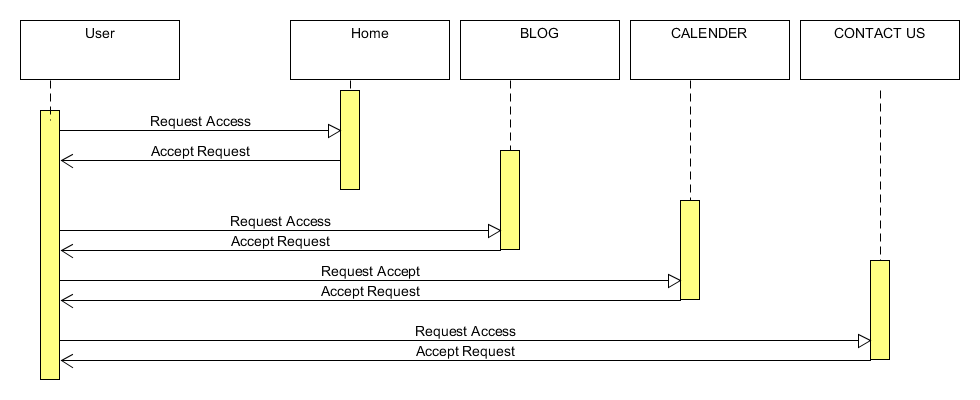 User
Home
BLOG
CALENDER
CONTACT US
Request Access
Accept Request
Request Access
Accept Request
Request Accept
Accept Request
Request Access
Accept Request